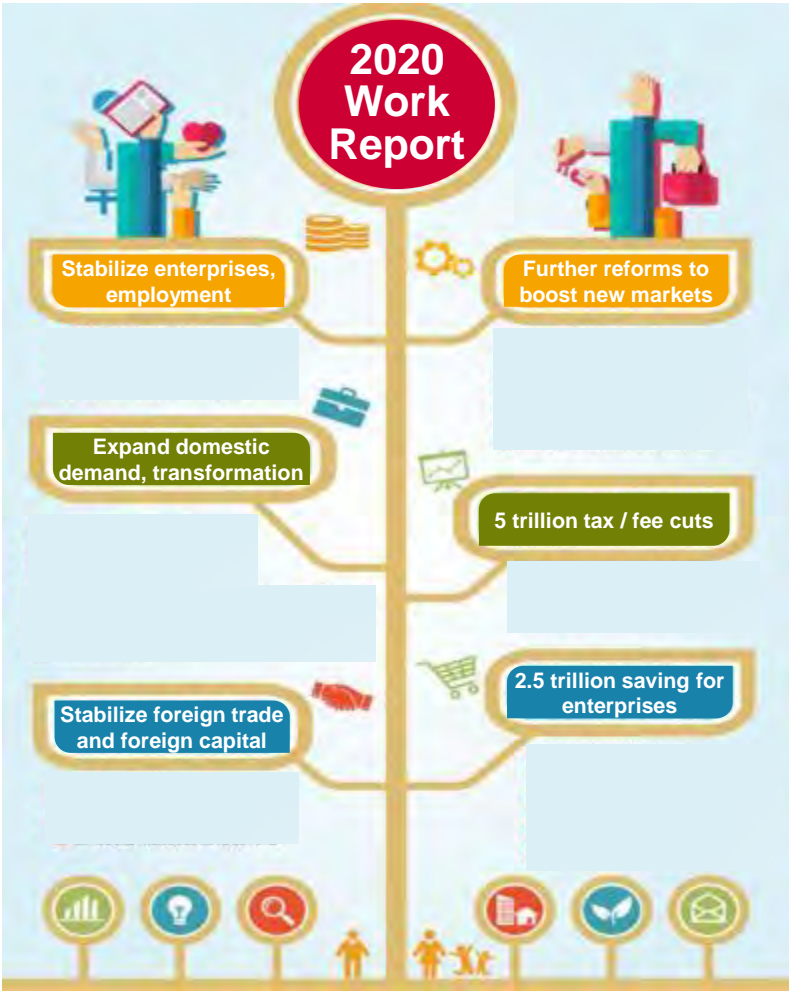 2020
Work
Report
Stabilize enterprises,
employment
Further reforms to
boost new markets
Expand domestic
demand, transformation
5 trillion tax / fee cuts
2.5 trillion saving for
enterprises
Stabilize foreign trade
and foreign capital